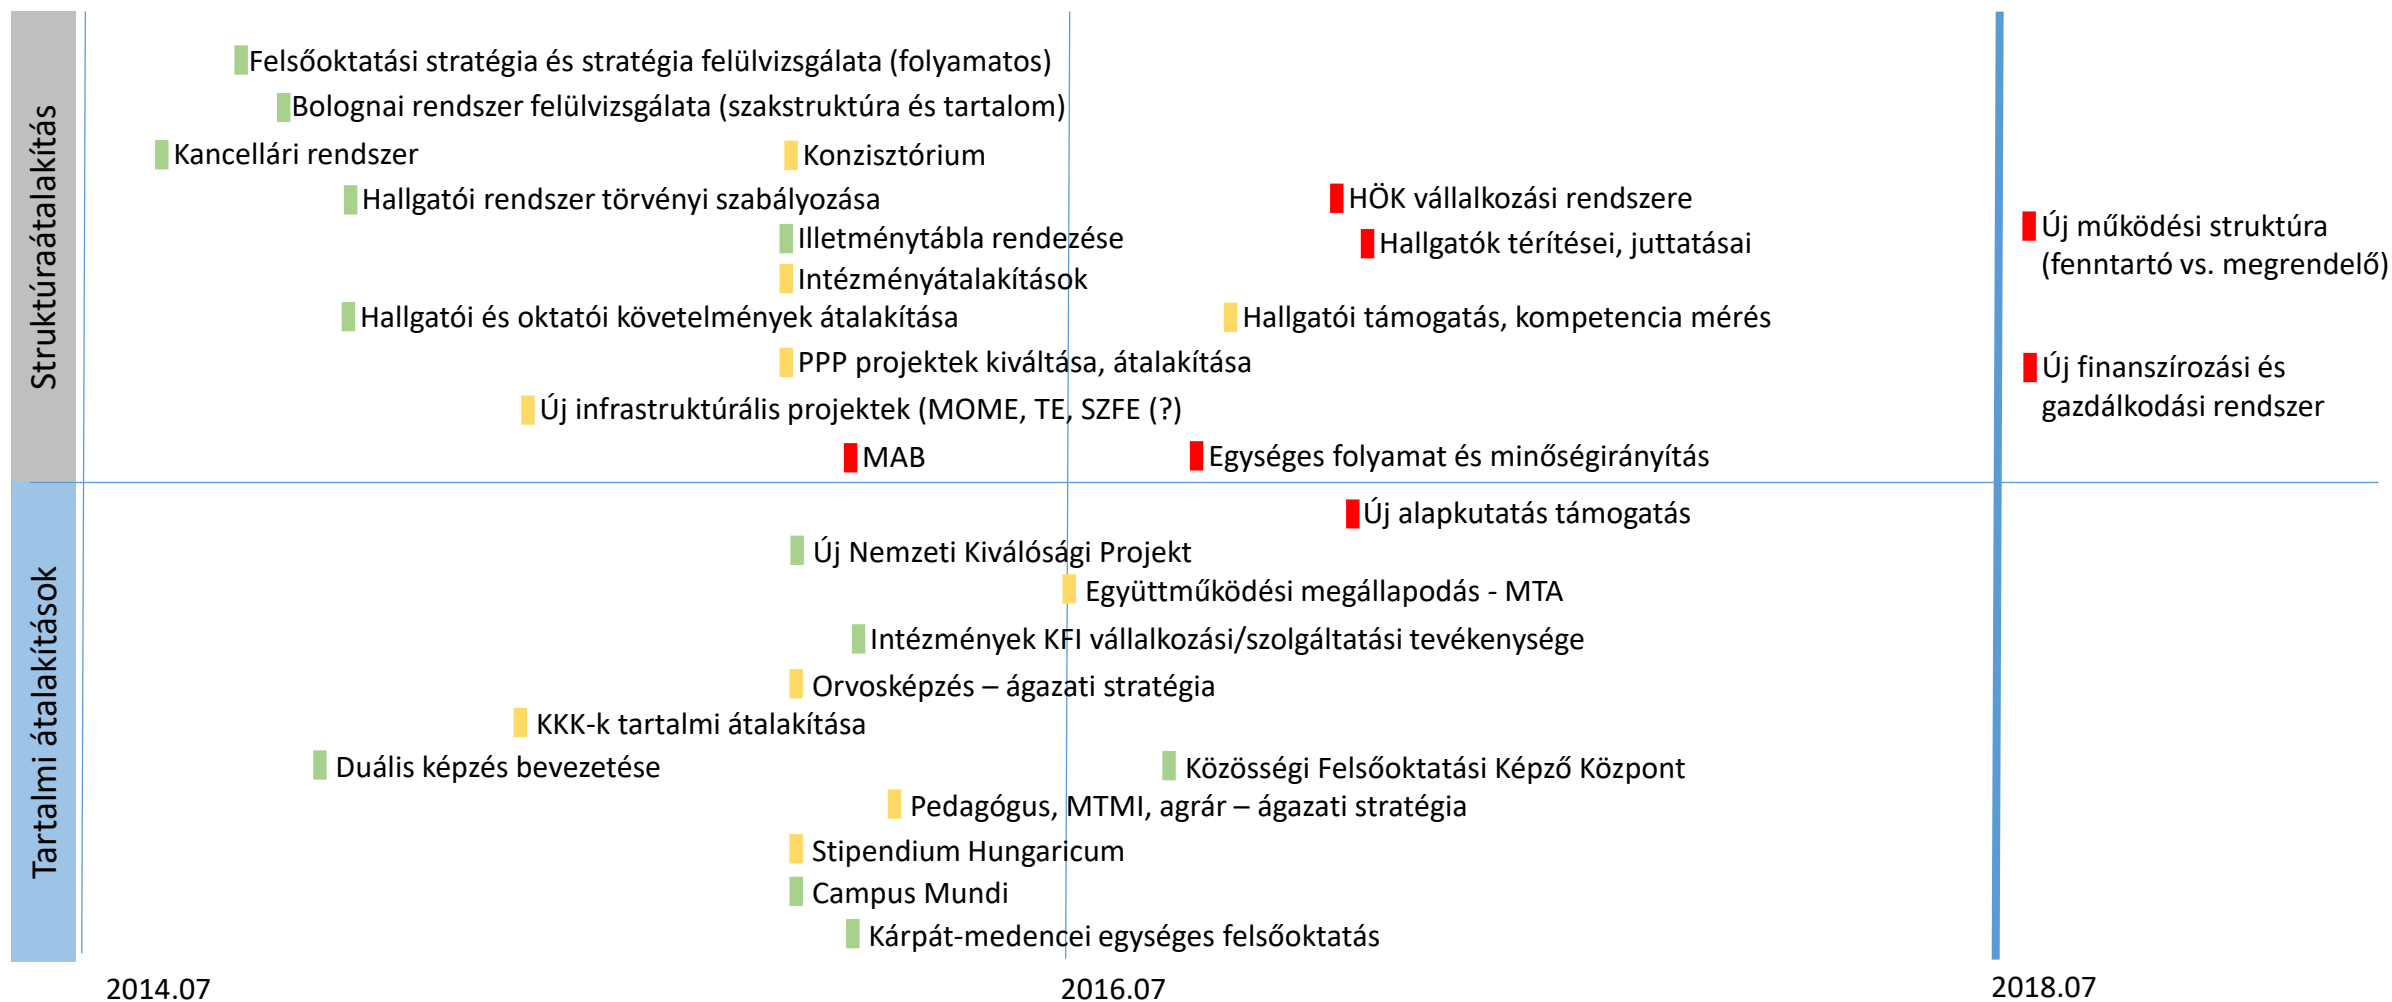 Struktúraátalakítás
Felsőoktatási stratégia és stratégia felülvizsgálata (folyamatos)
Bolognai rendszer felülvizsgálata (szakstruktúra és tartalom)
Kancellári rendszer
Konzisztórium
Hallgatói rendszer törvényi szabályozása
HÖK vállalkozási rendszere
Illetménytábla rendezése
Hallgatók térítései, juttatásai
Új működési struktúra
(fenntartó vs. megrendelő)
Intézményátalakítások
Hallgatói és oktatói követelmények átalakítása
Hallgatói támogatás, kompetencia mérés
PPP projektek kiváltása, átalakítása
Új finanszírozási és
gazdálkodási rendszer
Új infrastruktúrális projektek (MOME, TE, SZFE (?)
MAB
Egységes folyamat és minőségirányítás
Tartalmi átalakítások
Új alapkutatás támogatás
Új Nemzeti Kiválósági Projekt
Együttműködési megállapodás - MTA
Intézmények KFI vállalkozási/szolgáltatási tevékenysége
Orvosképzés – ágazati stratégia
KKK-k tartalmi átalakítása
Duális képzés bevezetése
Közösségi Felsőoktatási Képző Központ
Pedagógus, MTMI, agrár – ágazati stratégia
Stipendium Hungaricum
Campus Mundi
Kárpát-medencei egységes felsőoktatás
2014.07
2016.07
2018.07